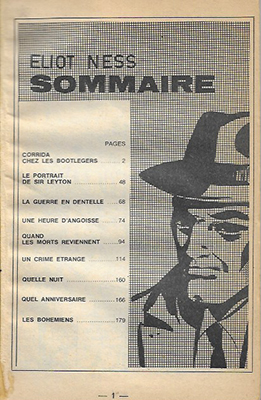 ELIOT NESS
SOMMAIRE
PAGES
CORRIDA
CHEZ LES BOOTLEGERS ........ 2
LE PORTRAIT
DE SIR LEYTON ........ 48
LA GUERRE EN DENTELLE ........ 68
UNE HEURE D'ANGOISSE ........ 74
QUAND
LES MORTS REVIENNENT ........ 94
UN CRIME ETRANGE ........ 114
QUELLE NUIT ........ 160
QUEL ANNIVERSAIRE ........ 166
LES BOHEMIENS ........ 179
— 1 —